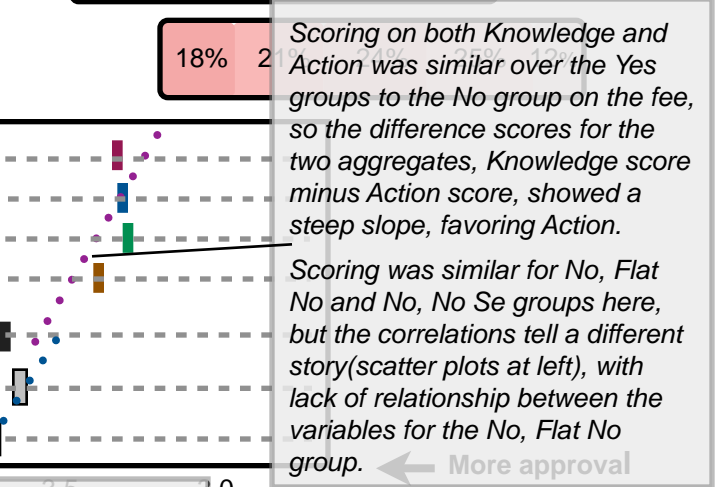 18% 21% 24% 25% 12%
Scoring on both Knowledge and
Action was similar over the Yes
groups to the No group on the fee,
so the difference scores for the
two aggregates, Knowledge score
minus Action score, showed a
steep slope, favoring Action.
Scoring was similar for No, Flat
No and No, No Se groups here,
but the correlations tell a different
story(scatter plots at left), with
lack of relationship between the
variables for the No, Flat No
group.
More approval